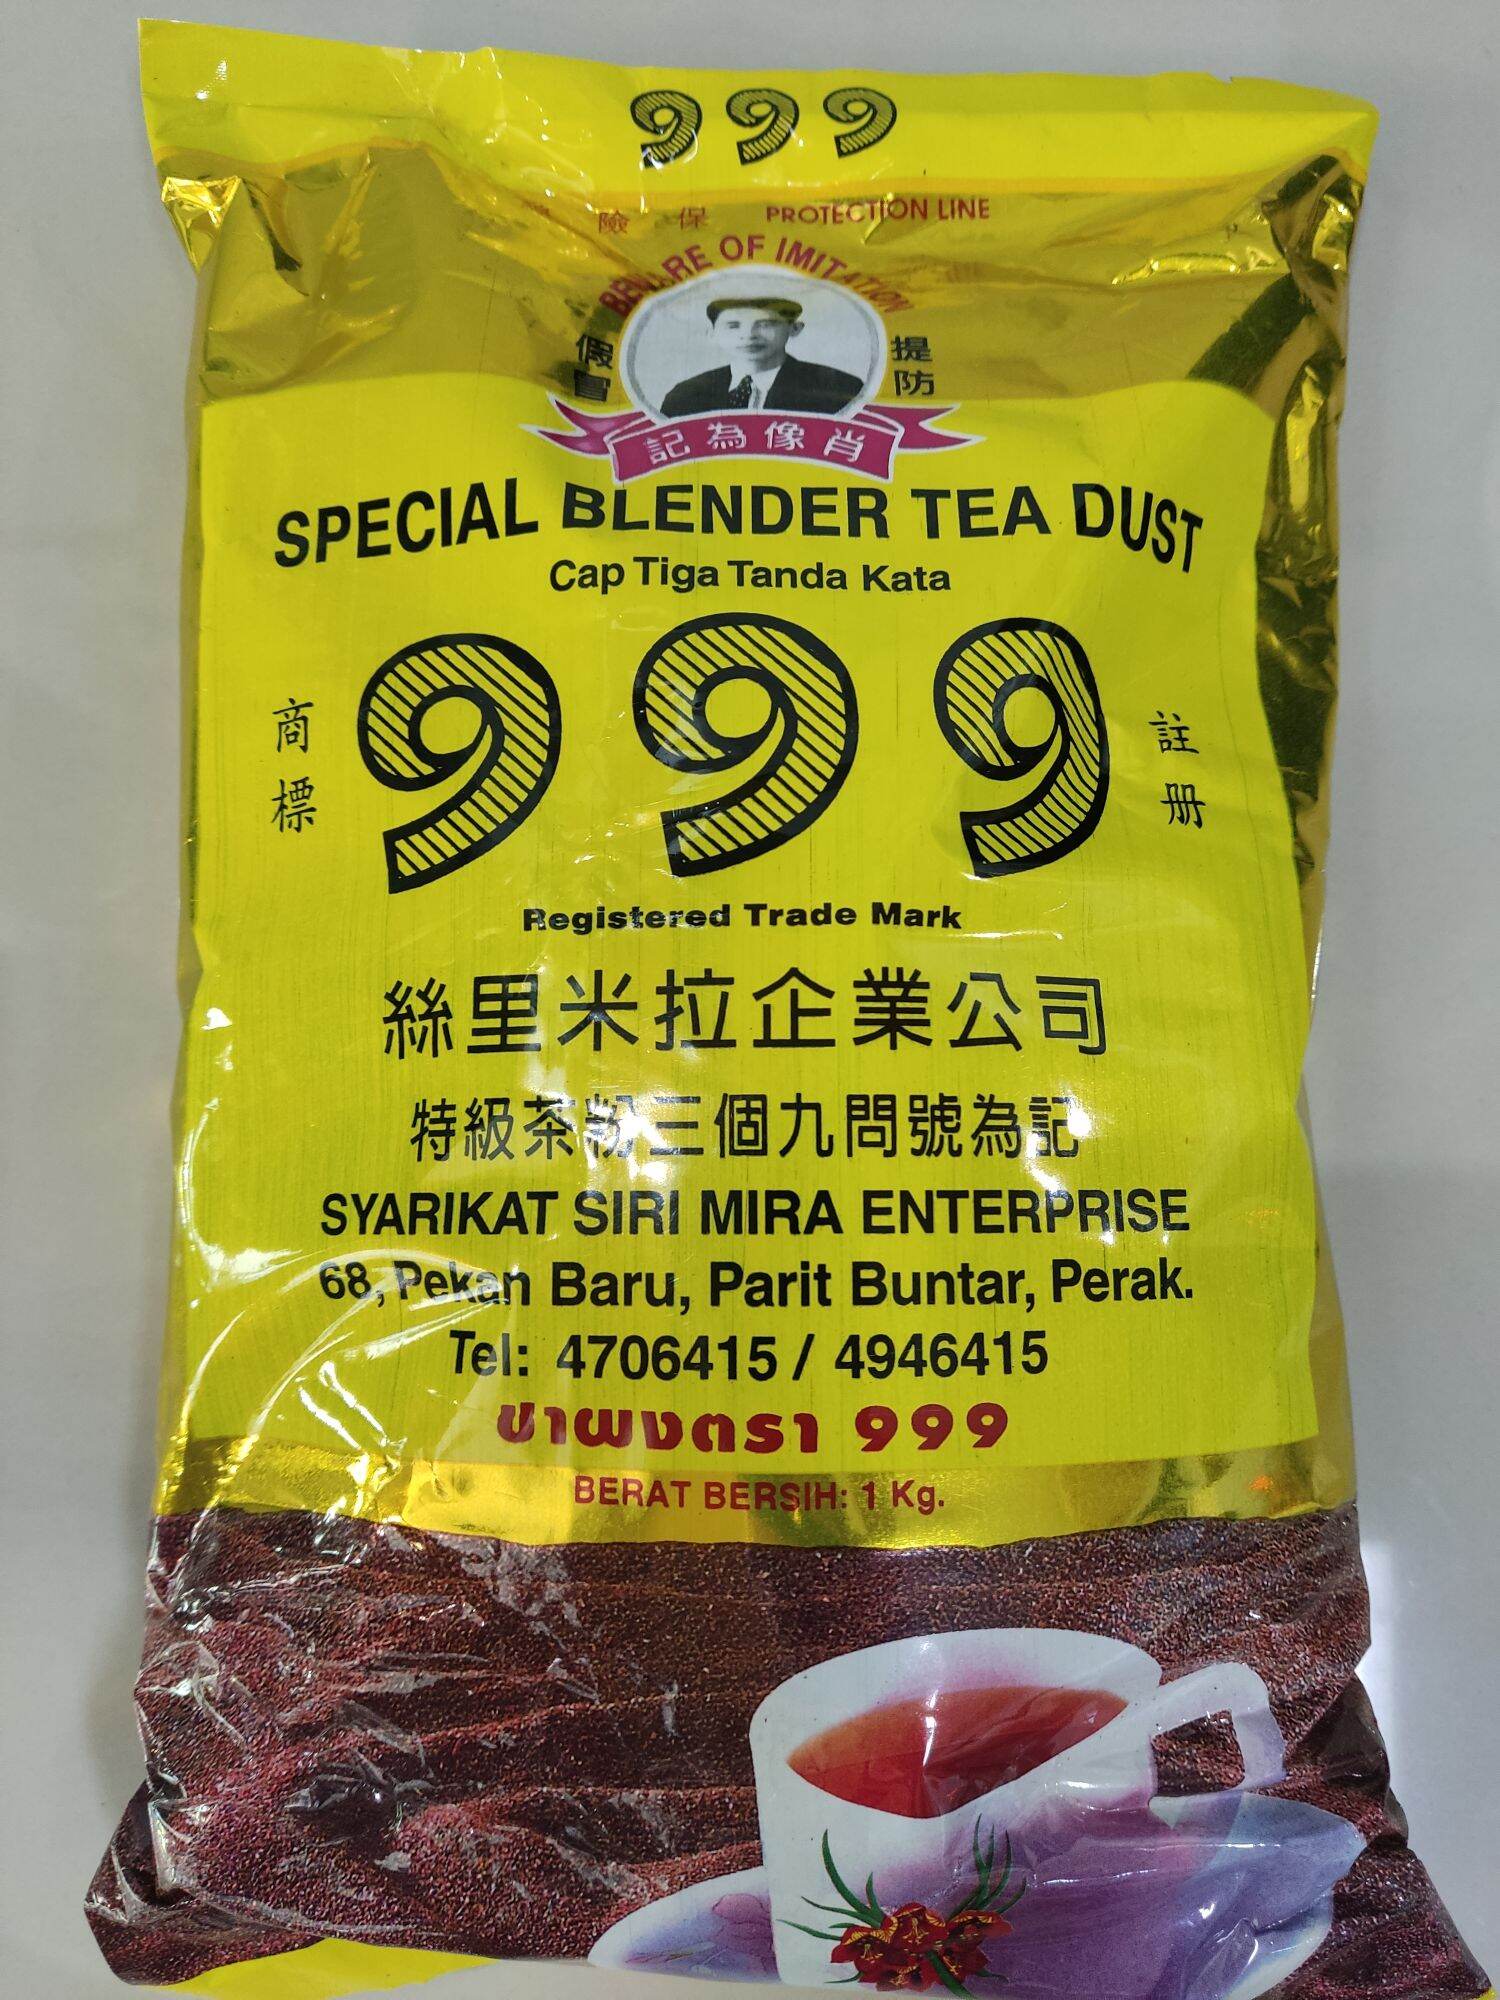 999
險 保 PROTECTION LINE
BEWARE OF IMITATION
假冒 提防
記為像肖
SPECIAL BLENDER TEA DUST
Cap Tiga Tanda Kata
商標 999 註册
Registered Trade Mark
絲里米拉企業公司
特級茶粉三個九問號為記
SYARIKAT SIRI MIRA ENTERPRISE
68, Pekan Baru, Parit Buntar, Perak.
Tel: 4706415 / 4946415
ชาผงตรา 999
BERAT BERSIH: 1 Kg.